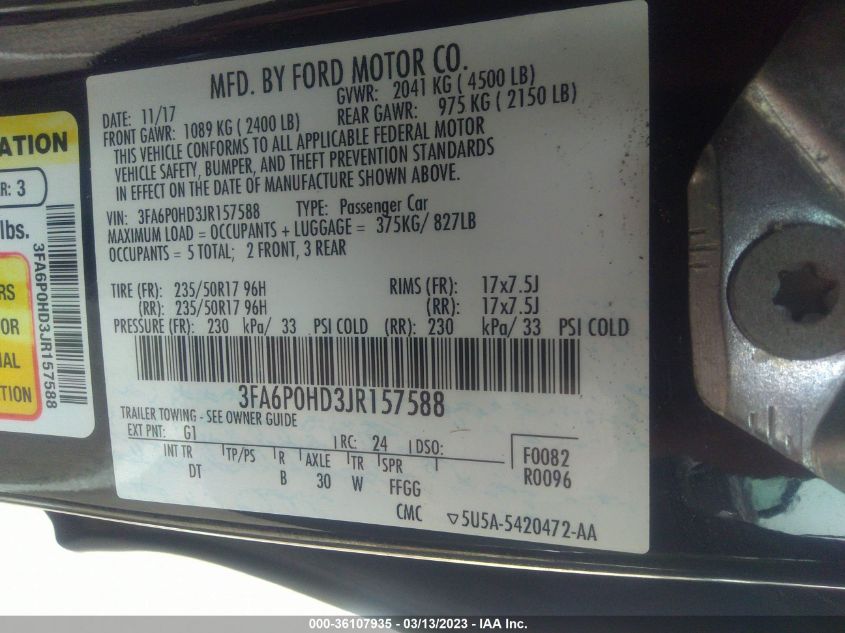 MFD. BY FORD MOTOR CO.
DATE: 11/17
GVWR: 2041 KG ( 4500 LB)
FRONT GAWR: 1089 KG ( 2400 LB)
REAR GAWR: 975 KG ( 2150 LB)
THIS VEHICLE CONFORMS TO ALL APPLICABLE FEDERAL MOTOR
VEHICLE SAFETY, BUMPER, AND THEFT PREVENTION STANDARDS
IN EFFECT ON THE DATE OF MANUFACTURE SHOWN ABOVE.
VIN: 3FA6P0HD3JR157588 TYPE: Passenger Car
MAXIMUM LOAD = OCCUPANTS + LUGGAGE = 375KG/ 827LB
OCCUPANTS = 5 TOTAL; 2 FRONT, 3 REAR
TIRE (FR): 235/50R17 96H RIMS (FR): 17x7.5J
(RR): 235/50R17 96H (RR): 17x7.5J
PRESSURE (FR): 230 kPa/ 33 PSI COLD (RR): 230 kPa/ 33 PSI COLD
3FA6P0HD3JR157588
TRAILER TOWING - SEE OWNER GUIDE
EXT PNT: G1 RC: 24 DSO:
INT TR TP/PS R AXLE TR SPR
DT B 30 W FFGG
F0082
R0096
CMC ▽5U5A-5420472-AA
ATION
R: 3
lbs.
3FA6P0HD3JR157588
RS
OR
IAL
TION
000-36107935 - 03/13/2023 - IAAI.com.